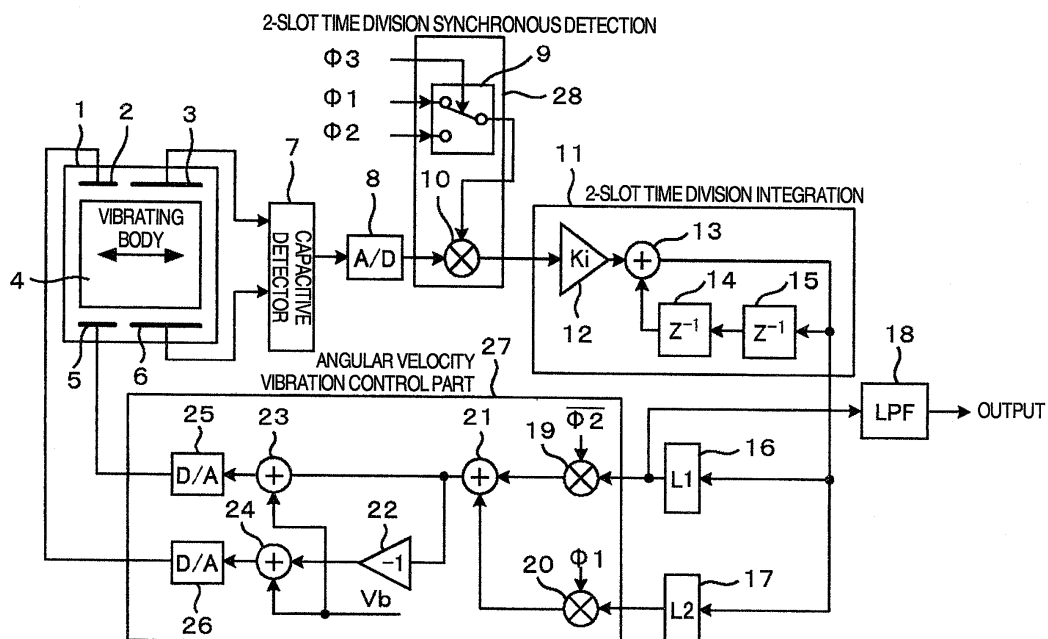 2-SLOT TIME DIVISION SYNCHRONOUS DETECTION
Φ3
9
Φ1
28
Φ2
1
2
3
7
8
10
11
2-SLOT TIME DIVISION INTEGRATION
VIBRATING
BODY
4
CAPACITIVE
DETECTOR
A/D
Ki
12
13
14
15
Z⁻¹
Z⁻¹
5
6
ANGULAR VELOCITY
VIBRATION CONTROL PART
27
18
LPF
OUTPUT
25
23
21
19
Φ2
16
D/A
L1
24
22
-1
D/A
26
Vb
20
Φ1
17
L2